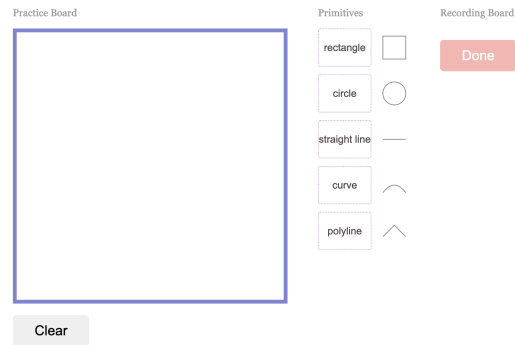 Practice Board
Primitives
Recording Board
rectangle
Done
circle
straight line
curve
polyline
Clear